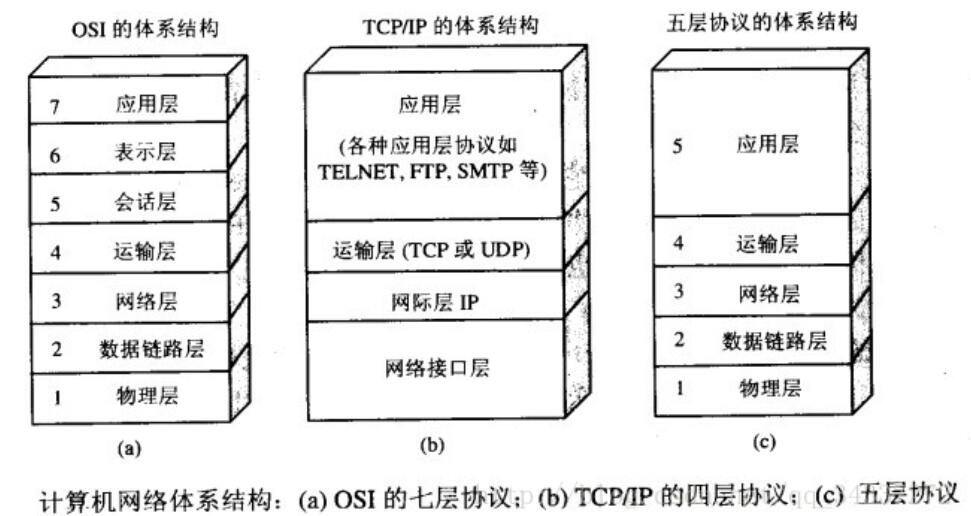 OSI 的体系结构
7 应用层
6 表示层
5 会话层
4 运输层
3 网络层
2 数据链路层
1 物理层
(a)
TCP/IP 的体系结构
应用层
(各种应用层协议如
TELNET, FTP, SMTP 等)
运输层 (TCP 或 UDP)
网际层 IP
网络接口层
(b)
五层协议的体系结构
5 应用层
4 运输层
3 网络层
2 数据链路层
1 物理层
(c)
计算机网络体系结构：(a) OSI 的七层协议；(b) TCP/IP 的四层协议；(c) 五层协议